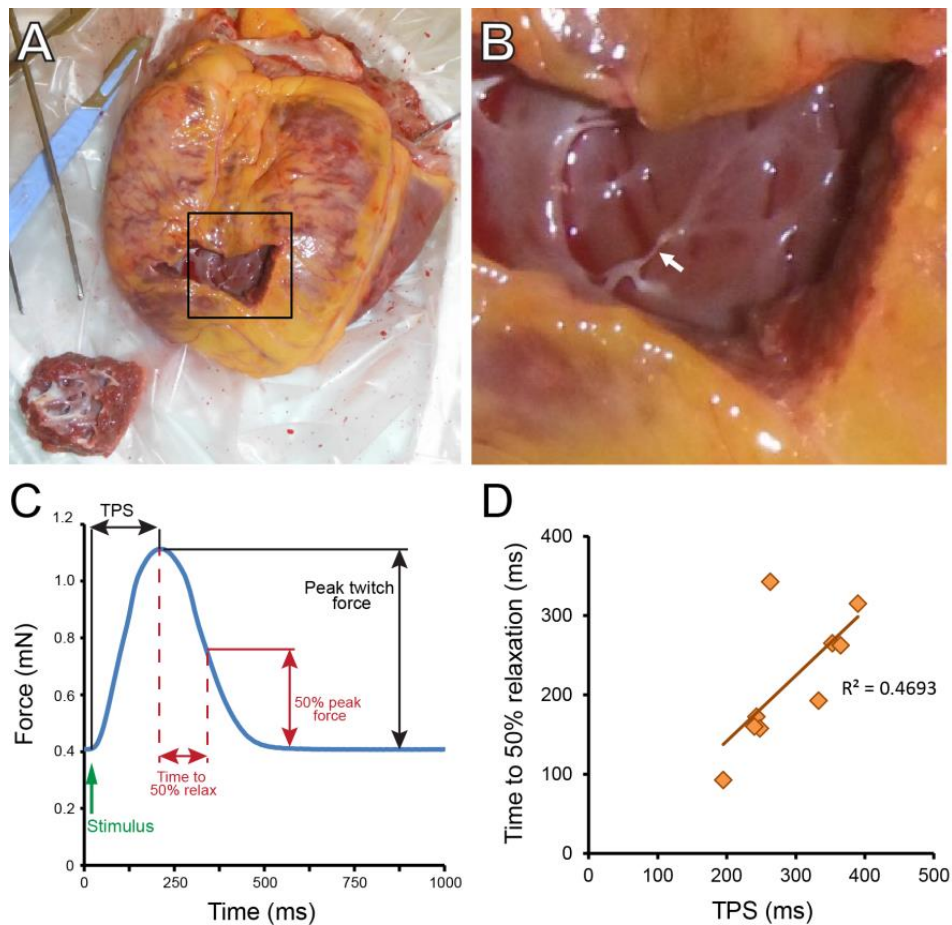 A
B
C
TPS
1.2
1.0
0.8
0.6
0.4
0.2
0
Force (mN)
Peak twitch
force
50% peak
force
Time to
50% relax
Stimulus
0
250
500
750
1000
Time (ms)
D
400
300
200
100
0
Time to 50% relaxation (ms)
R² = 0.4693
0
100
200
300
400
500
TPS (ms)